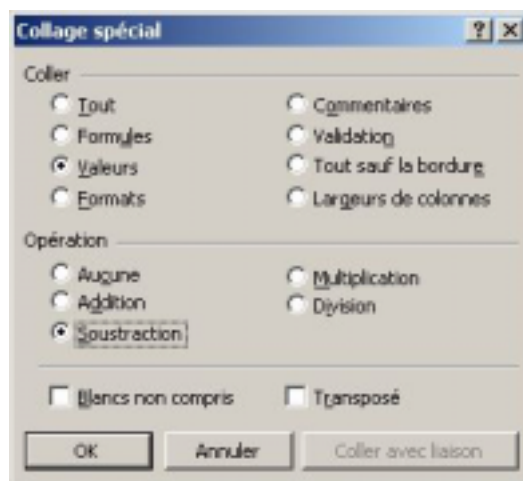 Collage spécial
Coller
Tout
Commentaires
Formules
Validation
Valeurs
Tout sauf la bordure
Formats
Largeurs de colonnes
Opération
Aucune
Multiplication
Addition
Division
Soustraction
Blancs non compris
Transposé
OK
Annuler
Coller avec liaison